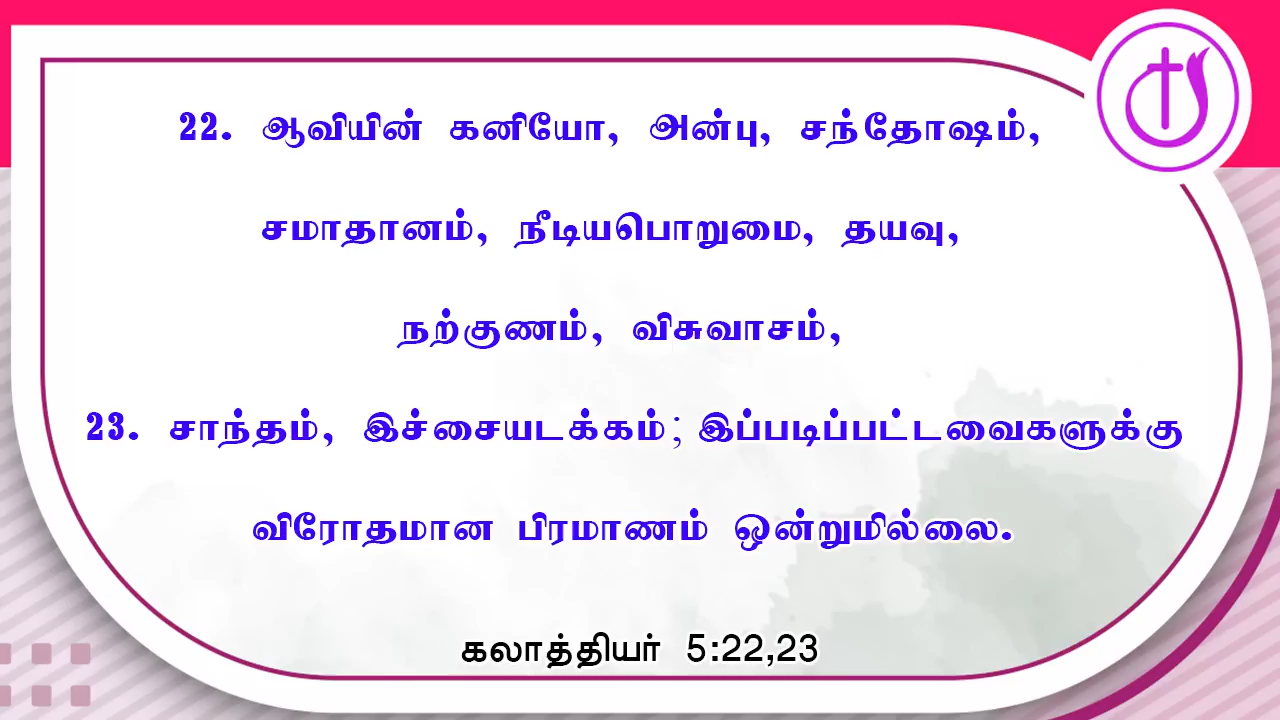 22. ஆவியின் கனியோ, அன்பு, சந்தோஷம்,
சமாதானம், நீடியபொறுமை, தயவு,
நற்குணம், விசுவாசம்,
23. சாந்தம், இச்சையடக்கம்; இப்படிப்பட்டவைகளுக்கு
விரோதமான பிரமாணம் ஒன்றுமில்லை.
கலாத்தியர் 5:22,23